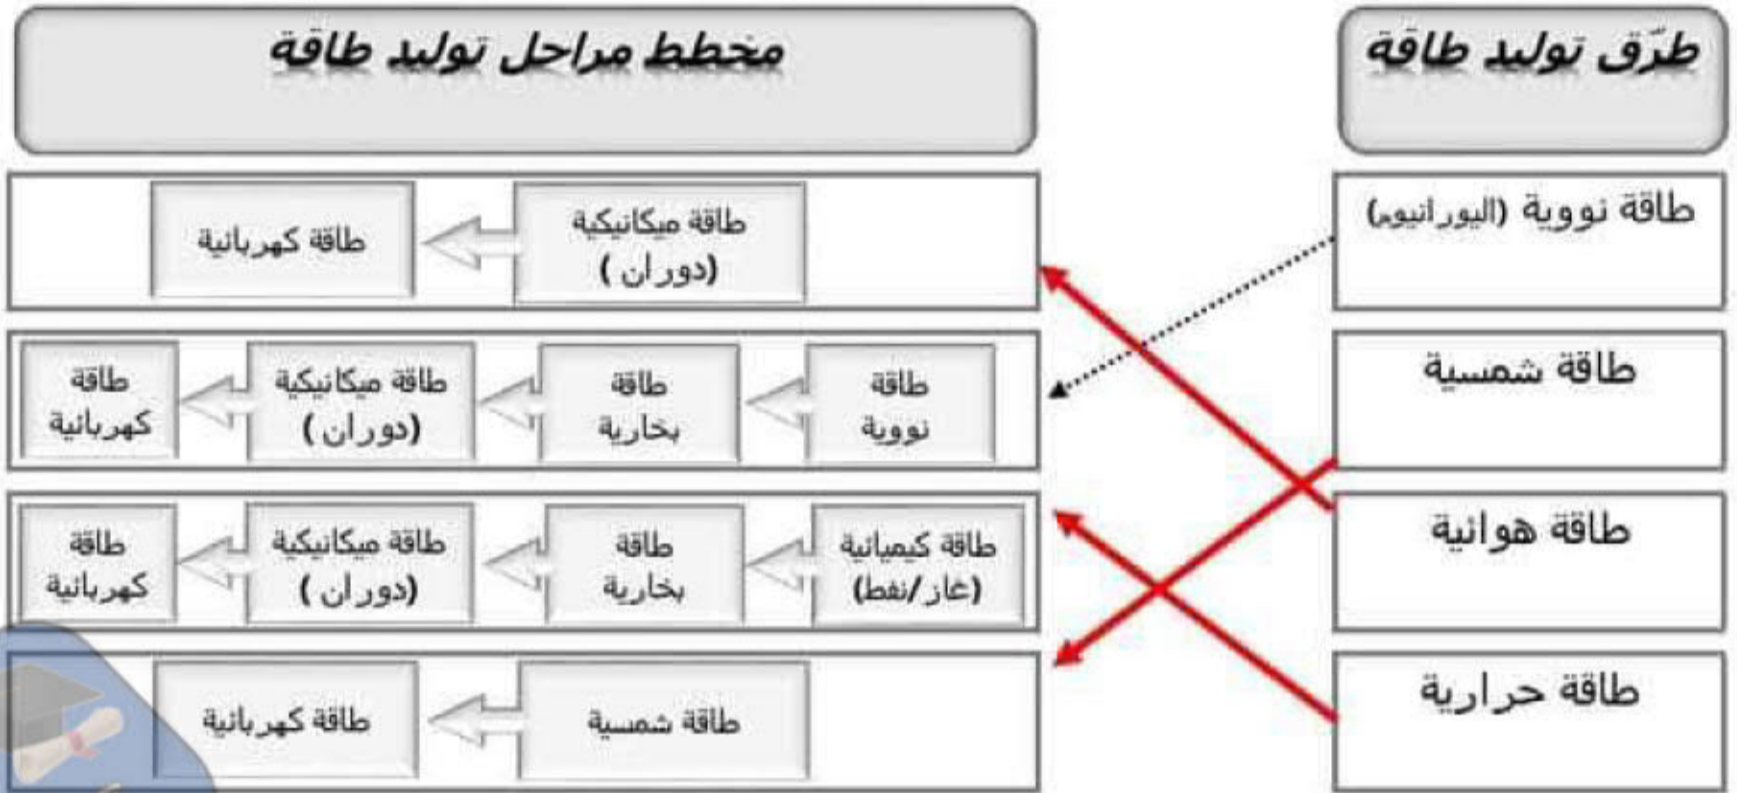 طرّق توليد طاقة
مخطط مراحل توليد طاقة
طاقة نووية (اليورانيوم)
طاقة ميكانيكية
(دوران )
طاقة كهربائية
طاقة شمسية
طاقة
نووية
طاقة
بخارية
طاقة ميكانيكية
(دوران )
طاقة
كهربائية
طاقة هوائية
طاقة كيميائية
(غاز/نفط)
طاقة
بخارية
طاقة ميكانيكية
(دوران )
طاقة
كهربائية
طاقة حرارية
طاقة شمسية
طاقة كهربائية